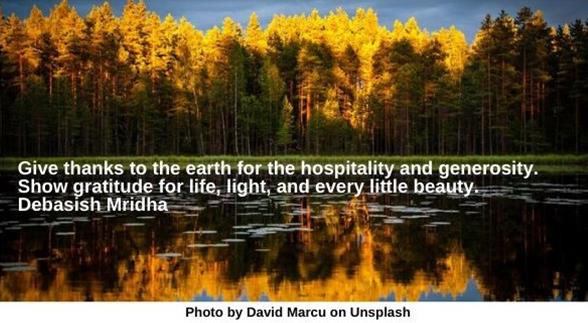 Give thanks to the earth for the hospitality and generosity.
Show gratitude for life, light, and every little beauty.
Debasish Mridha
Photo by David Marcu on Unsplash